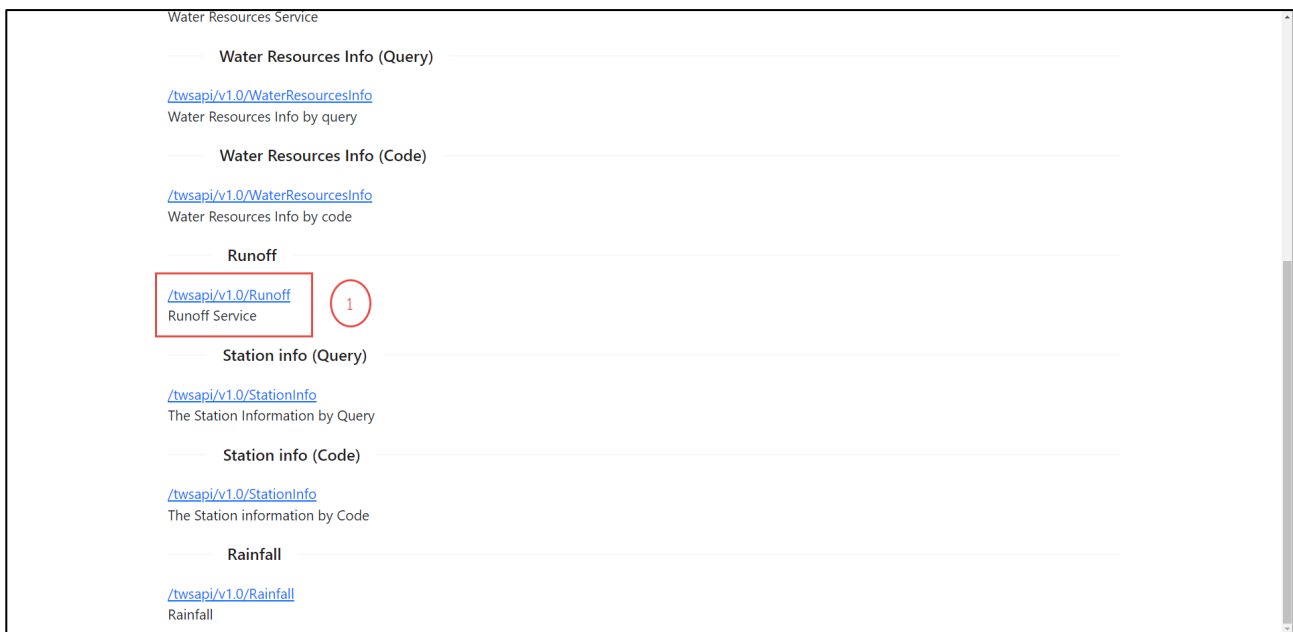 Water Resources Service
Water Resources Info (Query)
/twsapi/v1.0/WaterResourcesInfo
Water Resources Info by query
Water Resources Info (Code)
/twsapi/v1.0/WaterResourcesInfo
Water Resources Info by code
Runoff
/twsapi/v1.0/Runoff
Runoff Service
1
Station info (Query)
/twsapi/v1.0/StationInfo
The Station Information by Query
Station info (Code)
/twsapi/v1.0/StationInfo
The Station information by Code
Rainfall
/twsapi/v1.0/Rainfall
Rainfall